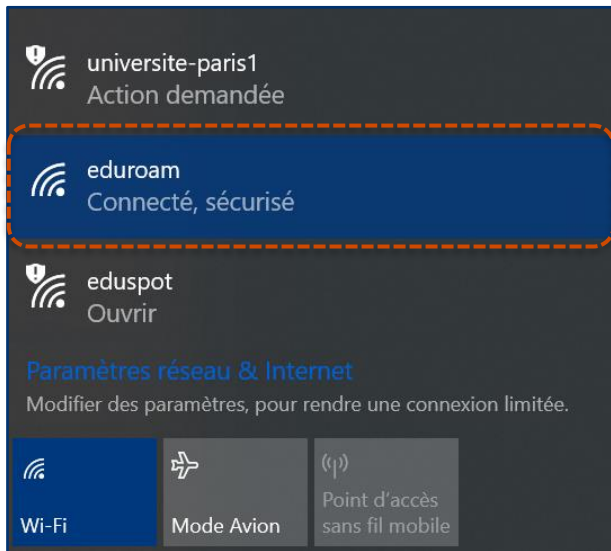 universite-paris1
Action demandée
eduroam
Connecté, sécurisé
eduspot
Ouvrir
Paramètres réseau & Internet
Modifier des paramètres, pour rendre une connexion limitée.
Wi-Fi
Mode Avion
Point d'accès
sans fil mobile